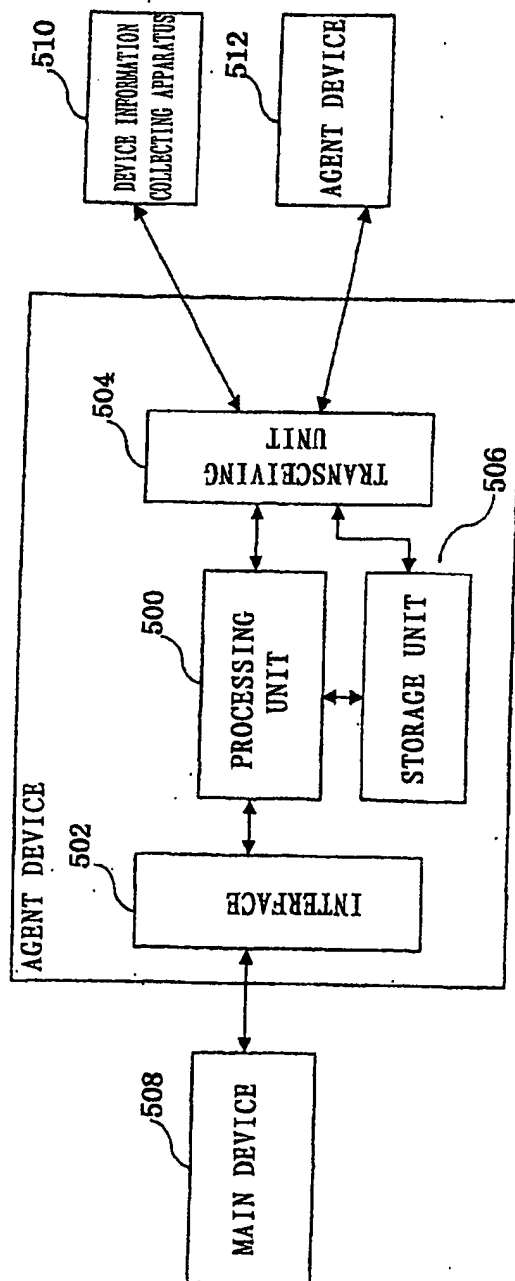 AGENT DEVICE
508
MAIN DEVICE
502
INTERFACE
500
PROCESSING
UNIT
506
STORAGE UNIT
504
TRANSCEIVING
UNIT
510
DEVICE INFORMATION
COLLECTING APPARATUS
512
AGENT DEVICE